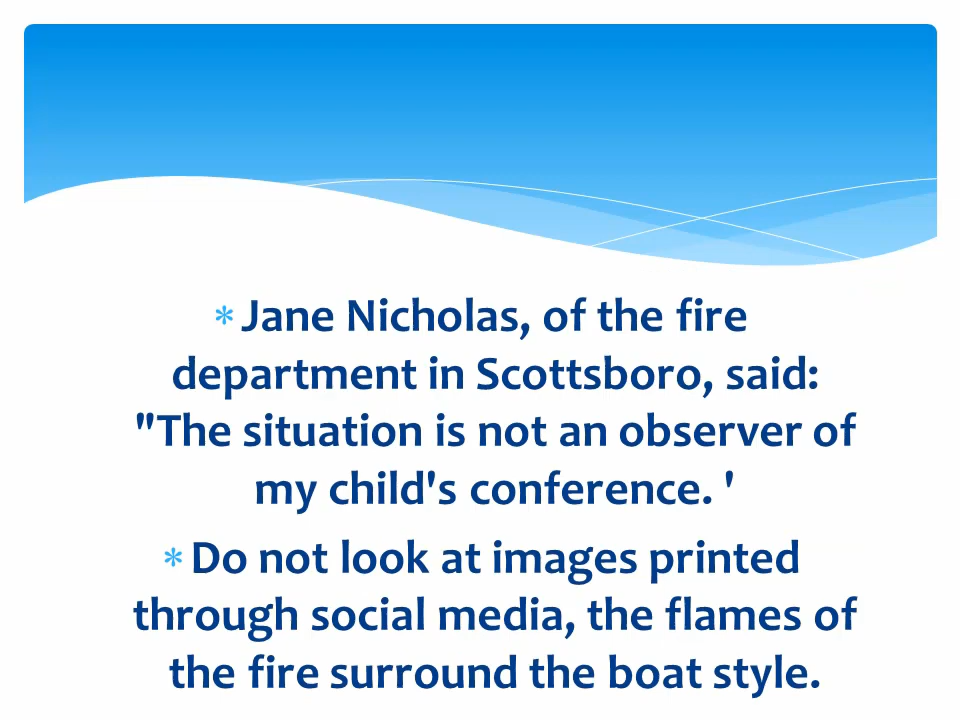 * Jane Nicholas, of the fire
department in Scottsboro, said:
"The situation is not an observer of
my child's conference. '
* Do not look at images printed
through social media, the flames of
the fire surround the boat style.